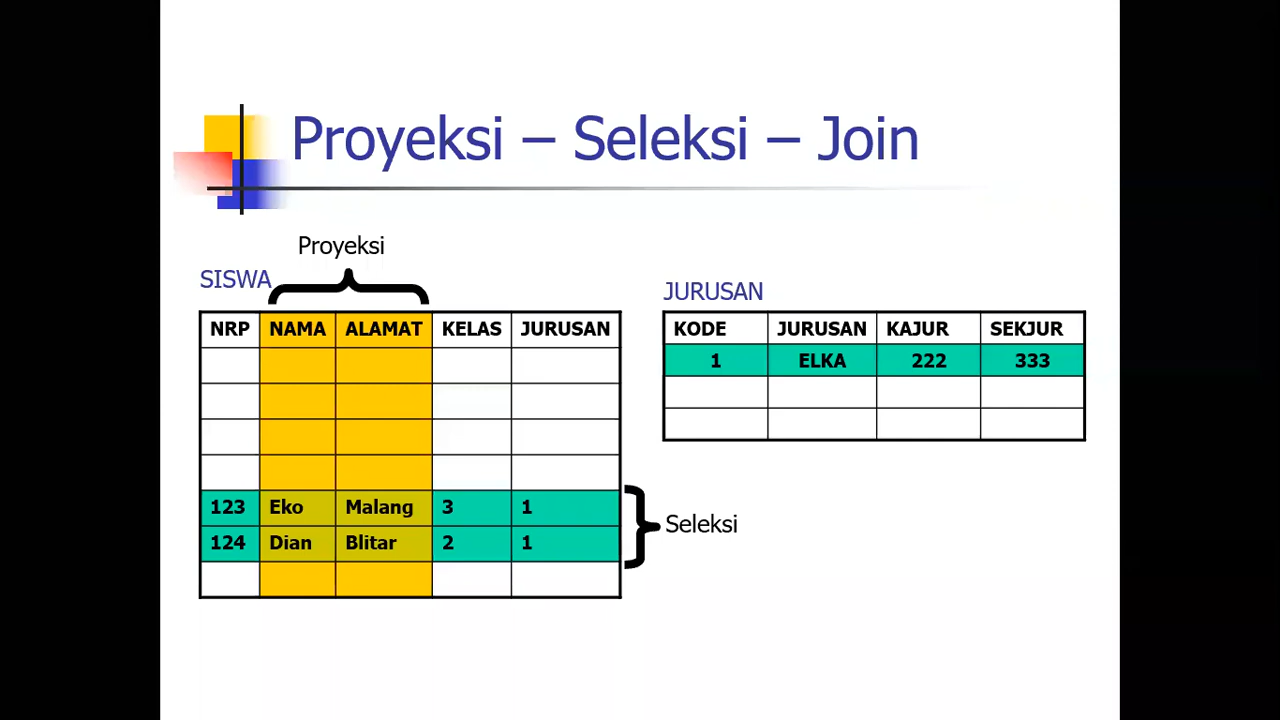 Proyeksi – Seleksi – Join
Proyeksi
SISWA
NRP NAMA ALAMAT KELAS JURUSAN
123 Eko Malang 3 1
124 Dian Blitar 2 1
Seleksi
JURUSAN
KODE JURUSAN KAJUR SEKJUR
1 ELKA 222 333